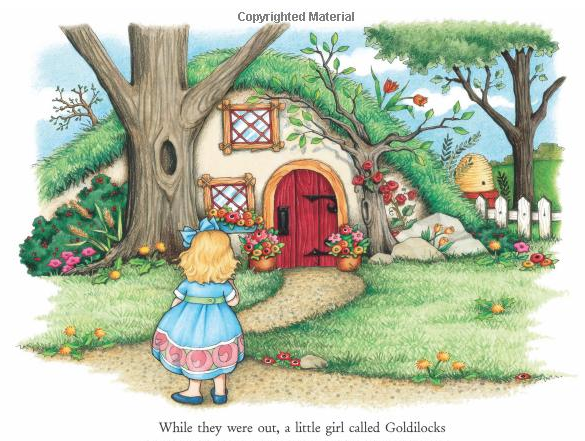 Copyrighted Material
While they were out, a little girl called Goldilocks